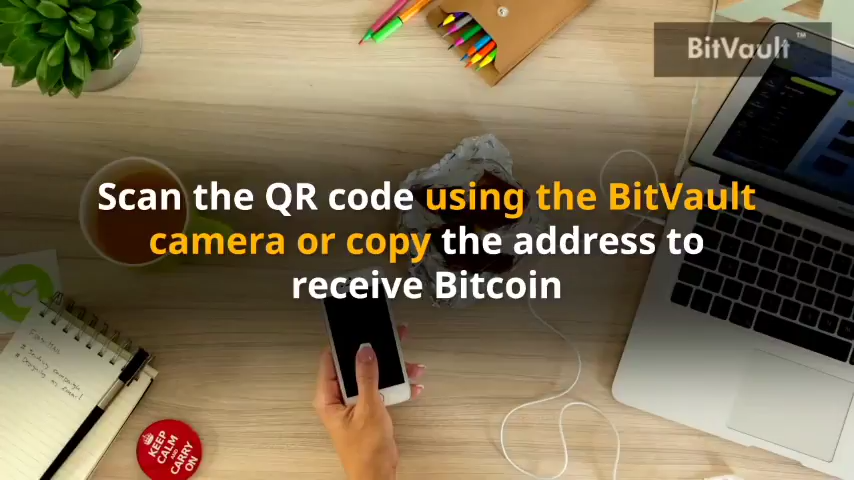 BitVault™
Scan the QR code using the BitVault
camera or copy the address to
receive Bitcoin
KEEP
CALM
AND
CARRY
ON